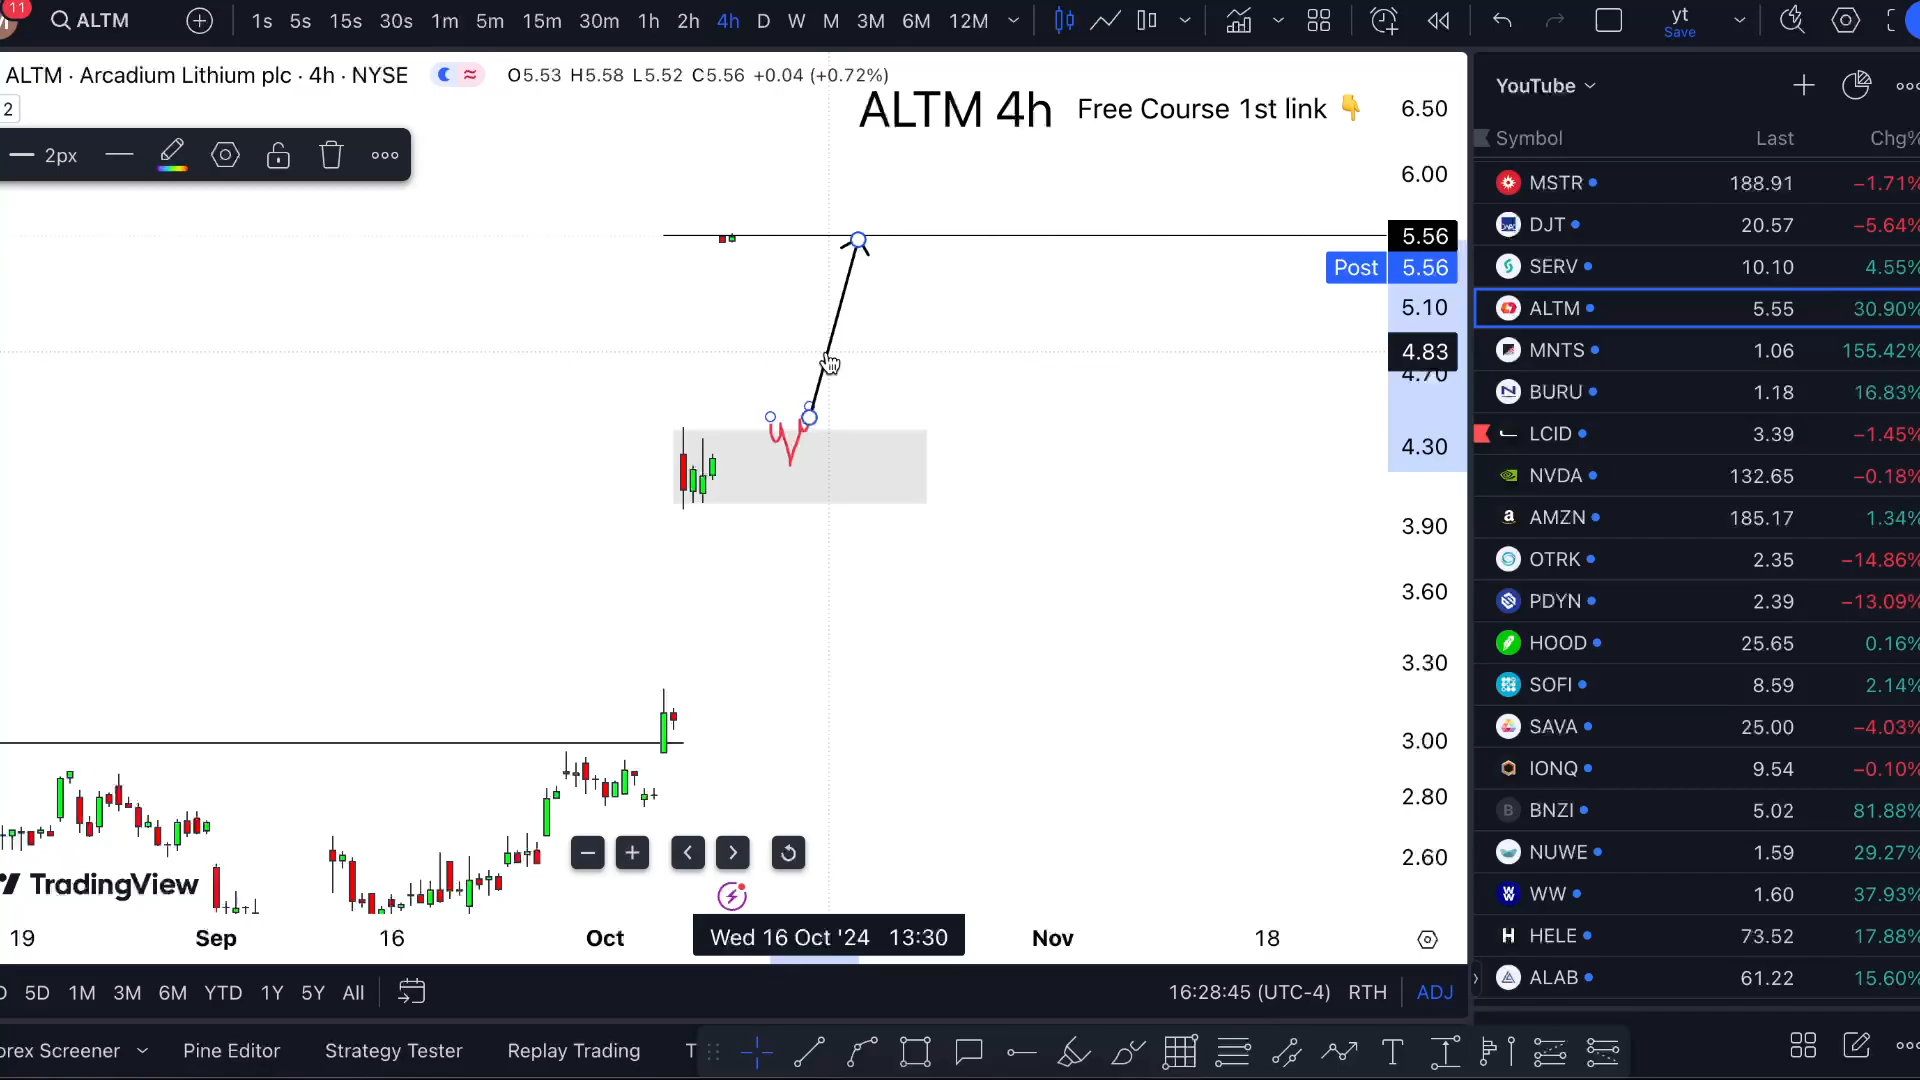 11
ALTM 1s 5s 15s 30s 1m 5m 15m 30m 1h 2h 4h D W M 3M 6M 12M yt
Save
ALTM · Arcadium Lithium plc · 4h · NYSE O5.53 H5.58 L5.52 C5.56 +0.04 (+0.72%)
2
ALTM 4h Free Course 1st link 👇
2px
6.50
6.00
5.56
Post 5.56
5.10
4.83
4.70
4.30
3.90
3.60
3.30
3.00
2.80
2.60
TradingView
19 Sep 16 Oct Wed 16 Oct '24 13:30 Nov 18
5D 1M 3M 6M YTD 1Y 5Y All 16:28:45 (UTC-4) RTH ADJ
orex Screener Pine Editor Strategy Tester Replay Trading T
YouTube
Symbol Last Chg%
MSTR 188.91 −1.71%
DJT 20.57 −5.64%
SERV 10.10 4.55%
ALTM 5.55 30.90%
MNTS 1.06 155.42%
BURU 1.18 16.83%
LCID 3.39 −1.45%
NVDA 132.65 −0.18%
AMZN 185.17 1.34%
OTRK 2.35 −14.86%
PDYN 2.39 −13.09%
HOOD 25.65 0.16%
SOFI 8.59 2.14%
SAVA 25.00 −4.03%
IONQ 9.54 −0.10%
BNZI 5.02 81.88%
NUWE 1.59 29.27%
WW 1.60 37.93%
HELE 73.52 17.88%
ALAB 61.22 15.60%